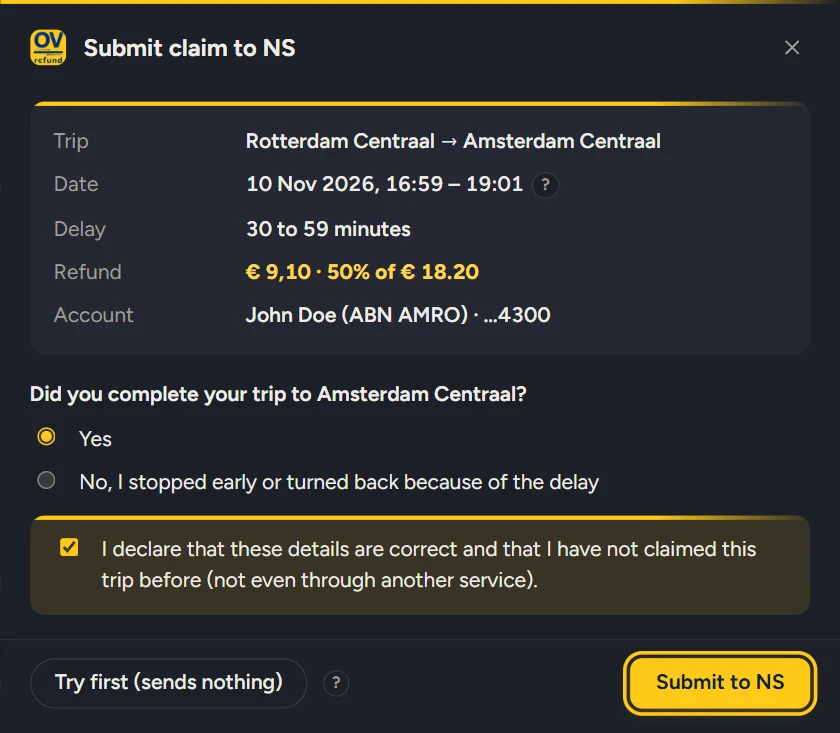 OV
refund
Submit claim to NS
Trip Rotterdam Centraal → Amsterdam Centraal
Date 10 Nov 2026, 16:59 – 19:01 ?
Delay 30 to 59 minutes
Refund € 9,10 · 50% of € 18.20
Account John Doe (ABN AMRO) · ...4300
Did you complete your trip to Amsterdam Centraal?
Yes
No, I stopped early or turned back because of the delay
I declare that these details are correct and that I have not claimed this
trip before (not even through another service).
Try first (sends nothing) ?
Submit to NS